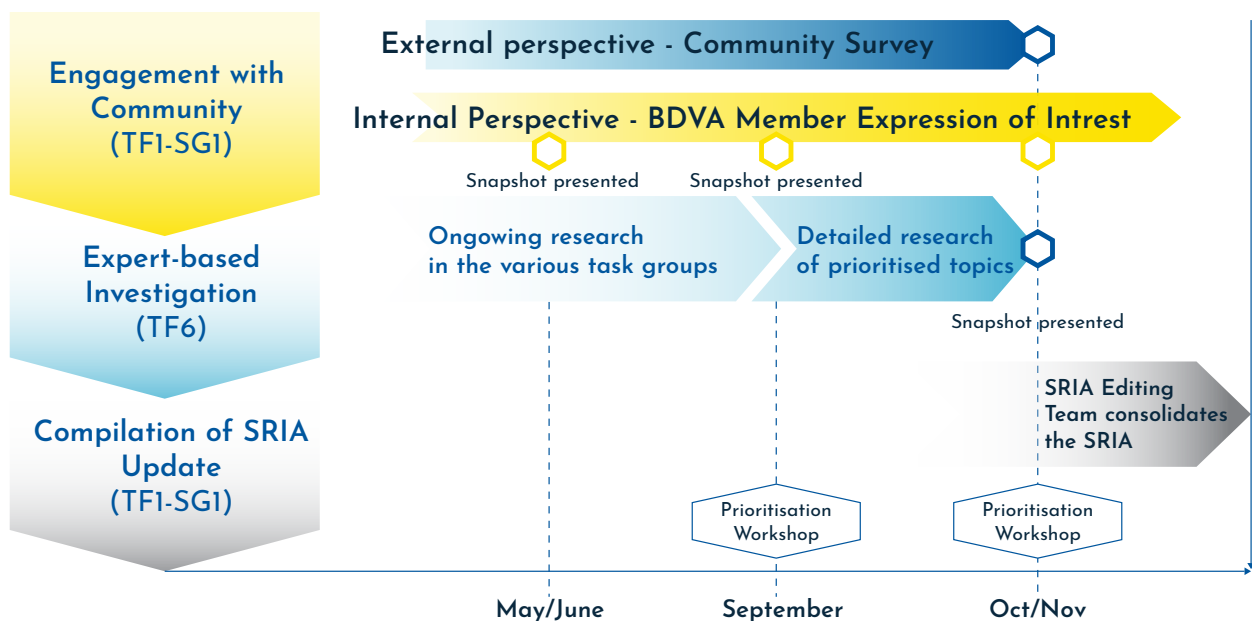 Engagement with
Community
(TF1-SG1)
Expert-based
Investigation
(TF6)
Compilation of SRIA
Update
(TF1-SG1)
External perspective - Community Survey
Internal Perspective - BDVA Member Expression of Intrest
Snapshot presented
Snapshot presented
Ongowing research
in the various task groups
Detailed research
of prioritised topics
Snapshot presented
SRIA Editing
Team consolidates
the SRIA
Prioritisation
Workshop
Prioritisation
Workshop
May/June
September
Oct/Nov